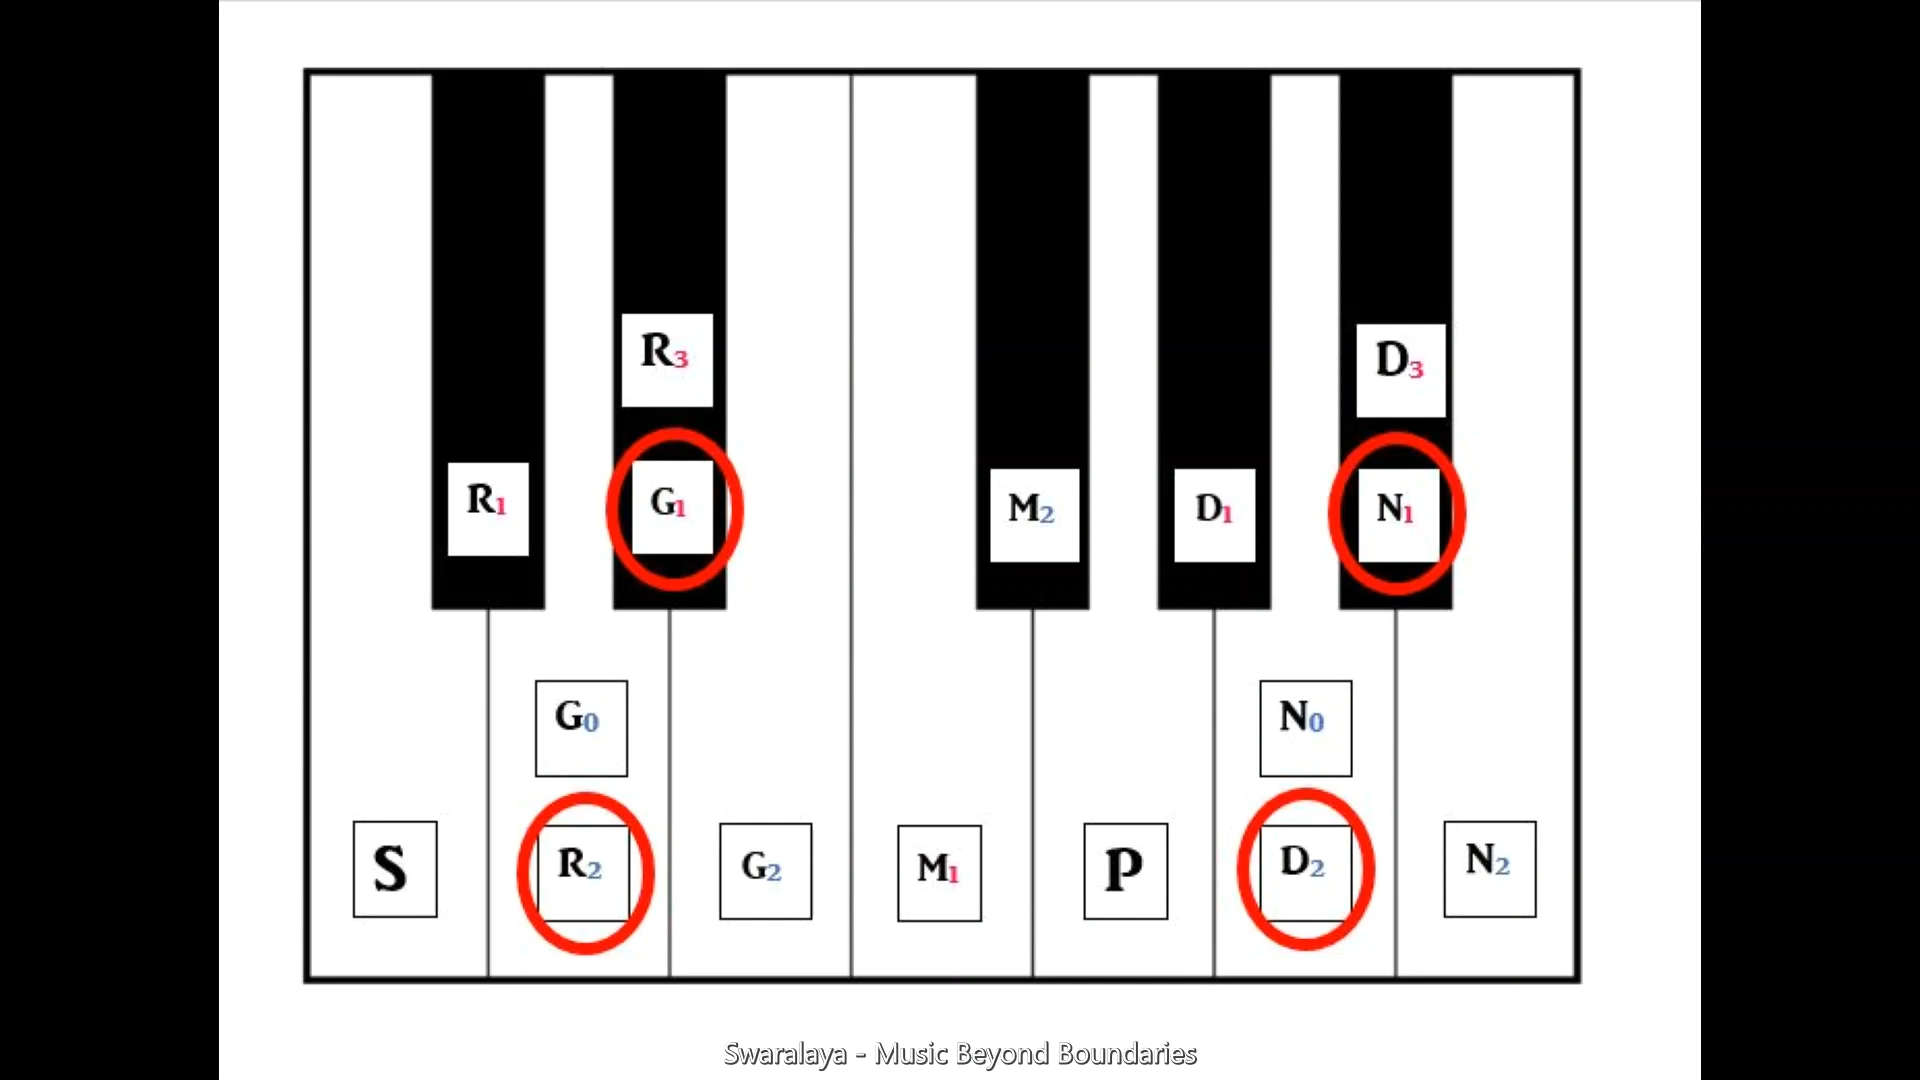 R3
D3
R1
G1
M2
D1
N1
G0
N0
S
R2
G2
M1
P
D2
N2
Swaralaya - Music Beyond Boundaries